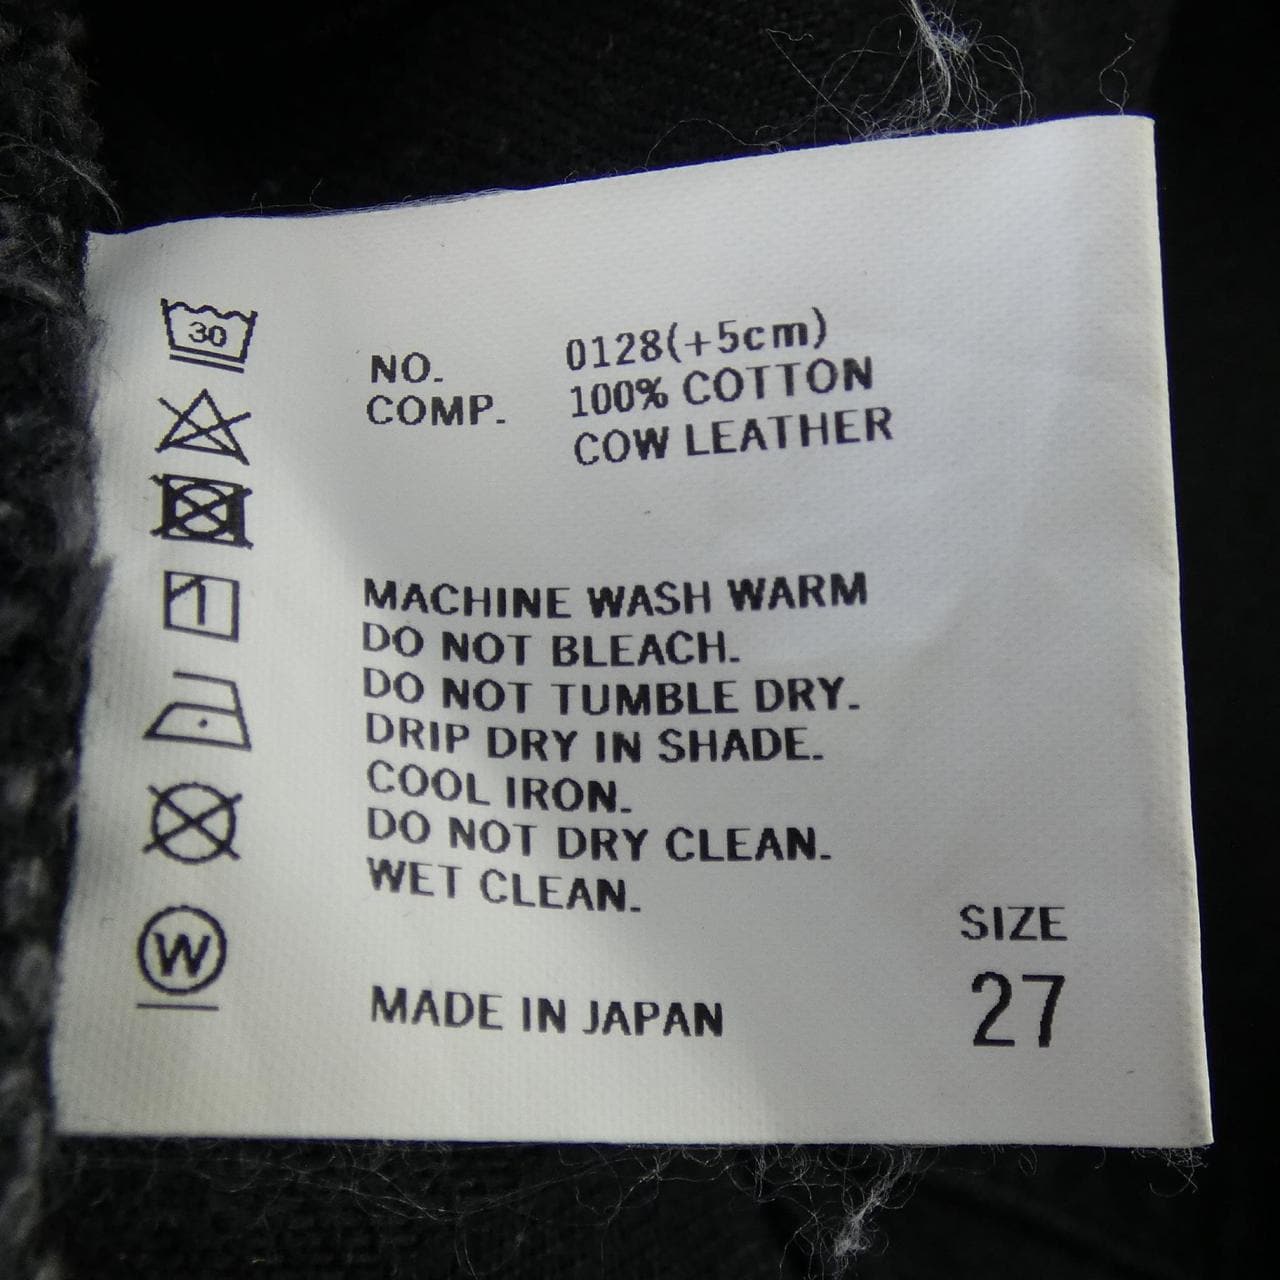 30
NO. 0128(+5cm)
COMP. 100% COTTON
COW LEATHER
MACHINE WASH WARM
DO NOT BLEACH.
DO NOT TUMBLE DRY.
DRIP DRY IN SHADE.
COOL IRON.
DO NOT DRY CLEAN.
WET CLEAN.
W
MADE IN JAPAN
SIZE
27